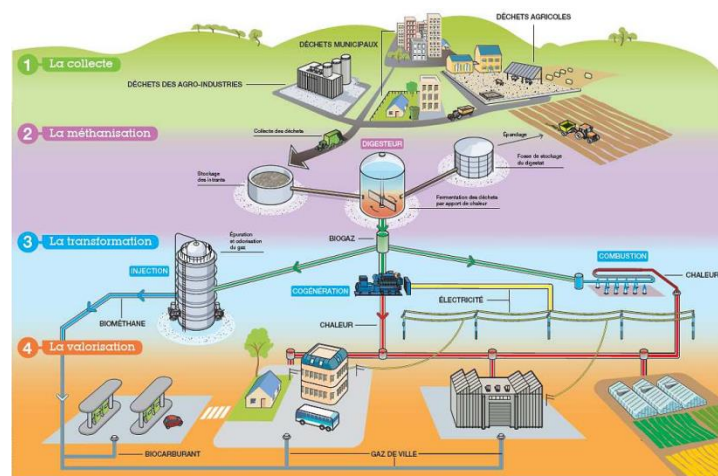 1 La collecte
DÉCHETS MUNICIPAUX
DÉCHETS AGRICOLES
DÉCHETS DES AGRO-INDUSTRIES
2 La méthanisation
Collecte des déchets
DIGESTEUR
Épandage
Stockage
des intrants
Fosse de stockage
du digestat
Fermentation des déchets
par apport de chaleur
3 La transformation
Épuration
et odorisation
du gaz
BIOGAZ
INJECTION
COGÉNÉRATION
COMBUSTION
CHALEUR
ÉLECTRICITÉ
BIOMÉTHANE
CHALEUR
4 La valorisation
BIOCARBURANT
GAZ DE VILLE